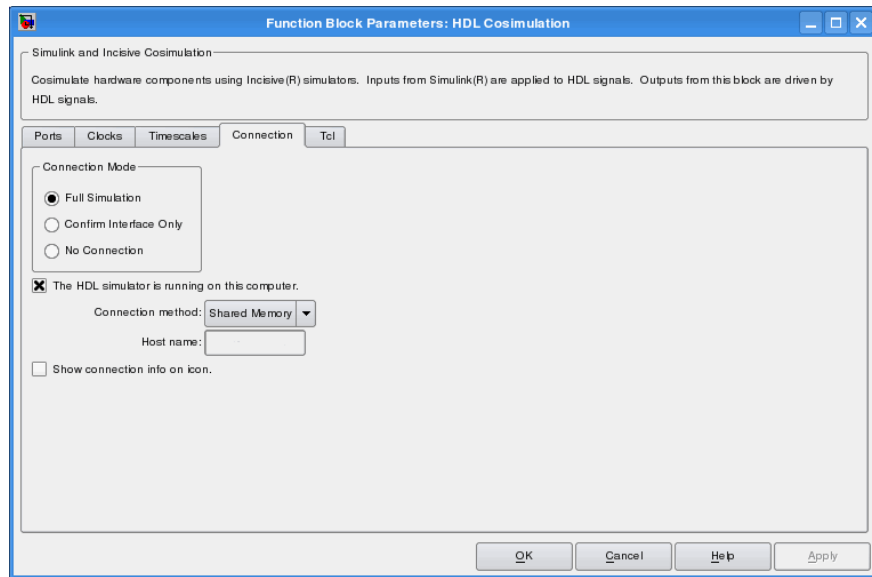 Function Block Parameters: HDL Cosimulation
Simulink and Incisive Cosimulation
Cosimulate hardware components using Incisive(R) simulators. Inputs from Simulink(R) are applied to HDL signals. Outputs from this block are driven by
HDL signals.
Ports Clocks Timescales Connection Tcl
Connection Mode
Full Simulation
Confirm Interface Only
No Connection
The HDL simulator is running on this computer.
Connection method: Shared Memory
Host name:
Show connection info on icon.
OK Cancel Help Apply